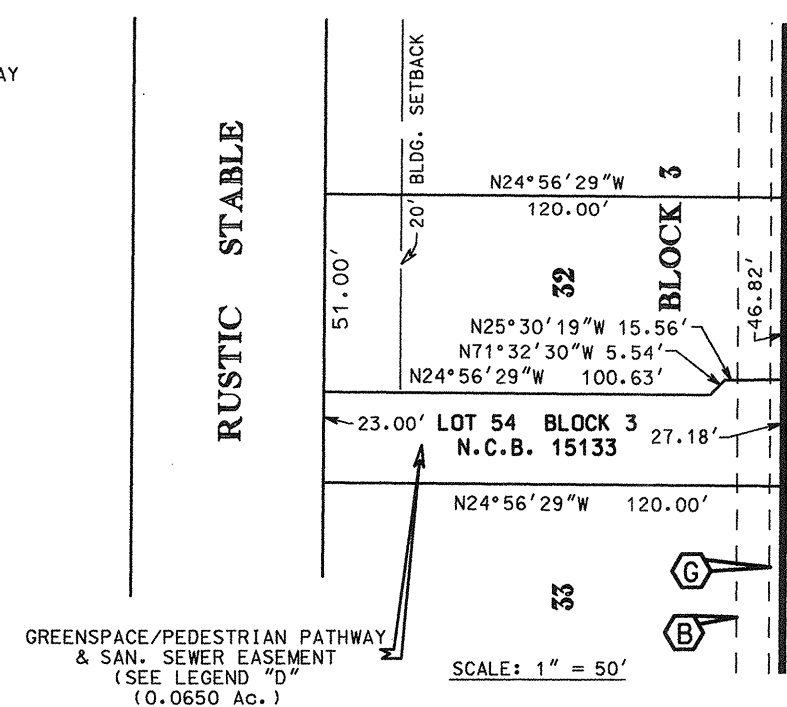 AY
RUSTIC STABLE
20' BLDG. SETBACK
N24°56'29"W
120.00'
BLOCK 3
51.00'
32
46.82'
N25°30'19"W 15.56'
N71°32'30"W 5.54'
N24°56'29"W 100.63'
23.00' LOT 54 BLOCK 3
N.C.B. 15133
27.18'
N24°56'29"W 120.00'
G
33
B
GREENSPACE/PEDESTRIAN PATHWAY
& SAN. SEWER EASEMENT
(SEE LEGEND "D"
(0.0650 Ac.)
SCALE: 1" = 50'